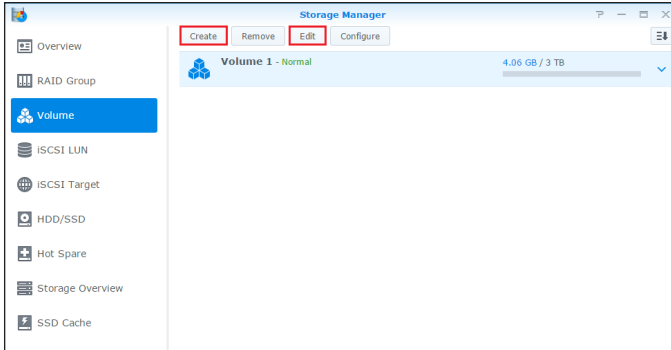 Storage Manager
Overview
RAID Group
Volume
iSCSI LUN
iSCSI Target
HDD/SSD
Hot Spare
Storage Overview
SSD Cache
Create Remove Edit Configure
Volume 1 - Normal 4.06 GB / 3 TB